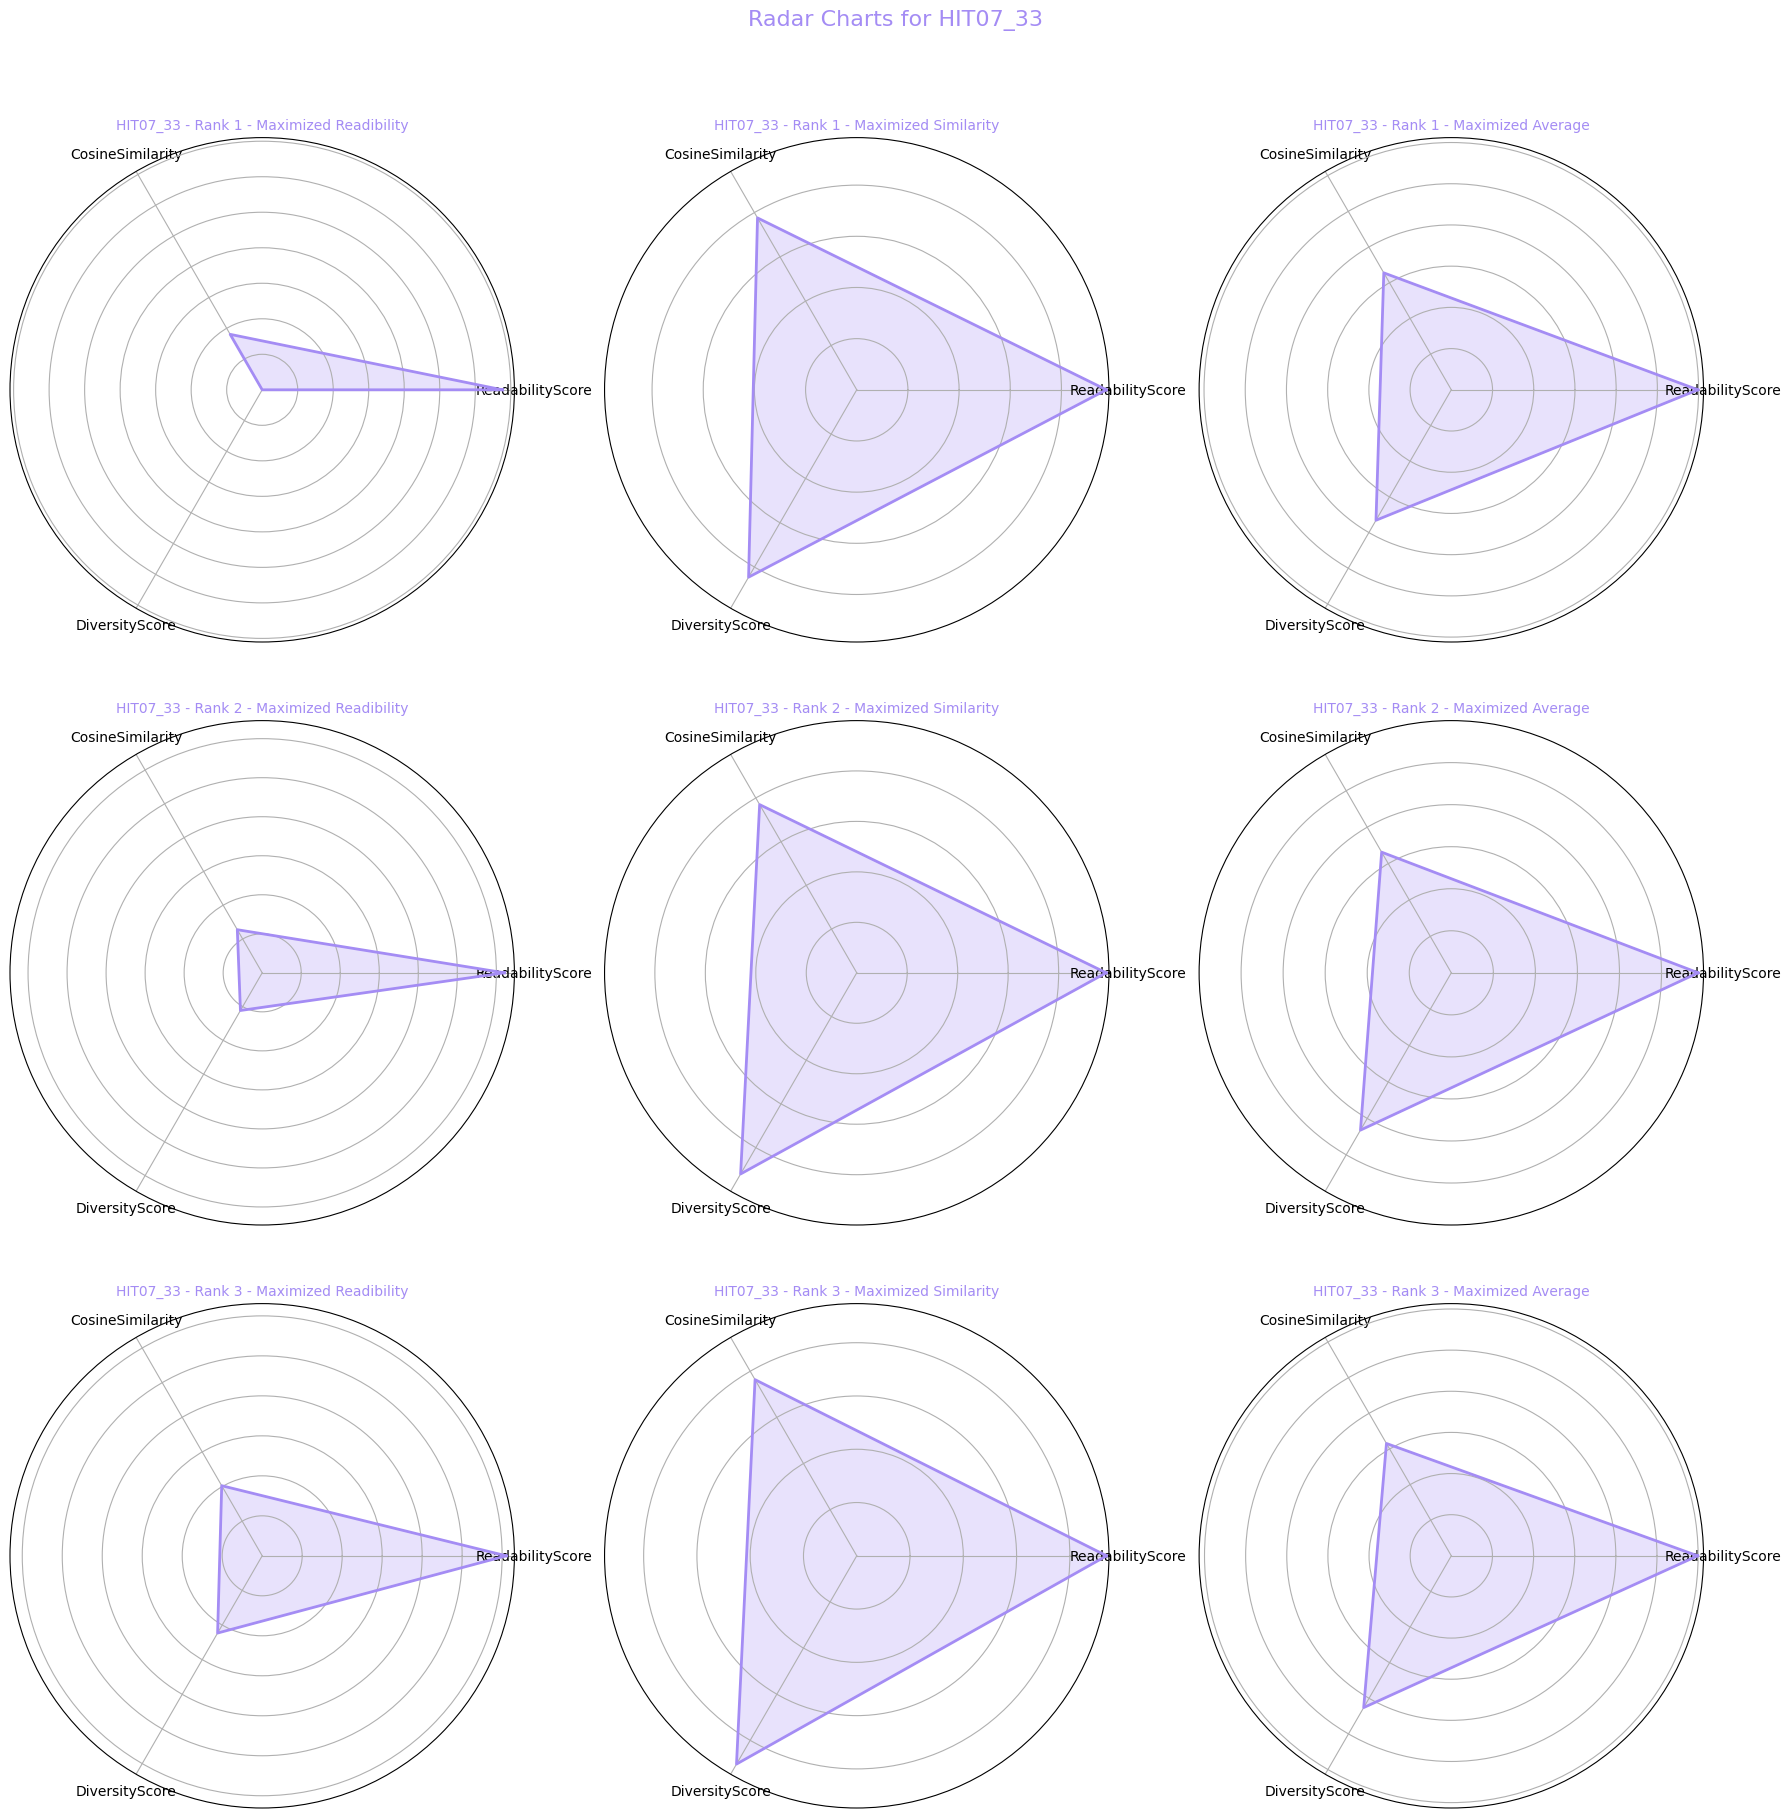 Radar Charts for HIT07_33
HIT07_33 - Rank 1 - Maximized Readibility
CosineSimilarity
ReadabilityScore
DiversityScore
HIT07_33 - Rank 1 - Maximized Similarity
CosineSimilarity
ReadabilityScore
DiversityScore
HIT07_33 - Rank 1 - Maximized Average
CosineSimilarity
ReadabilityScore
DiversityScore
HIT07_33 - Rank 2 - Maximized Readibility
CosineSimilarity
ReadabilityScore
DiversityScore
HIT07_33 - Rank 2 - Maximized Similarity
CosineSimilarity
ReadabilityScore
DiversityScore
HIT07_33 - Rank 2 - Maximized Average
CosineSimilarity
ReadabilityScore
DiversityScore
HIT07_33 - Rank 3 - Maximized Readibility
CosineSimilarity
ReadabilityScore
DiversityScore
HIT07_33 - Rank 3 - Maximized Similarity
CosineSimilarity
ReadabilityScore
DiversityScore
HIT07_33 - Rank 3 - Maximized Average
CosineSimilarity
ReadabilityScore
DiversityScore